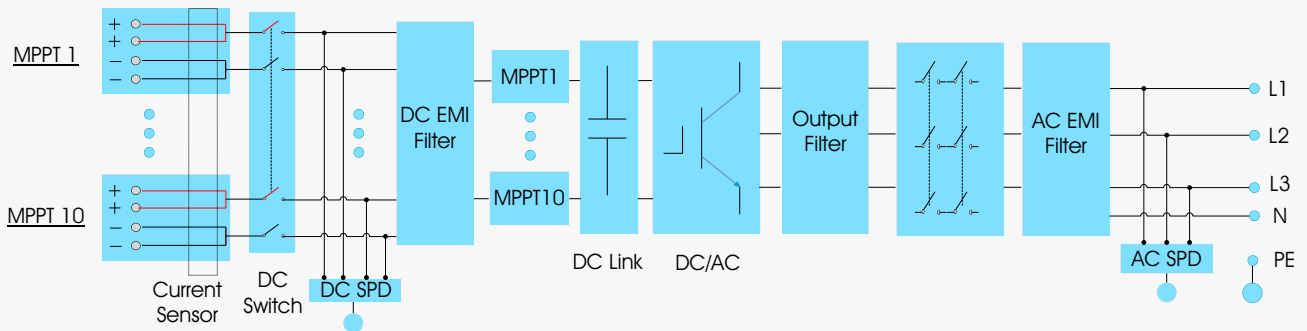 MPPT 1
+
+
−
−
MPPT 10
+
+
−
−
Current
Sensor
DC
Switch
DC SPD
DC EMI
Filter
MPPT1
MPPT10
DC Link
DC/AC
Output
Filter
AC EMI
Filter
AC SPD
L1
L2
L3
N
PE